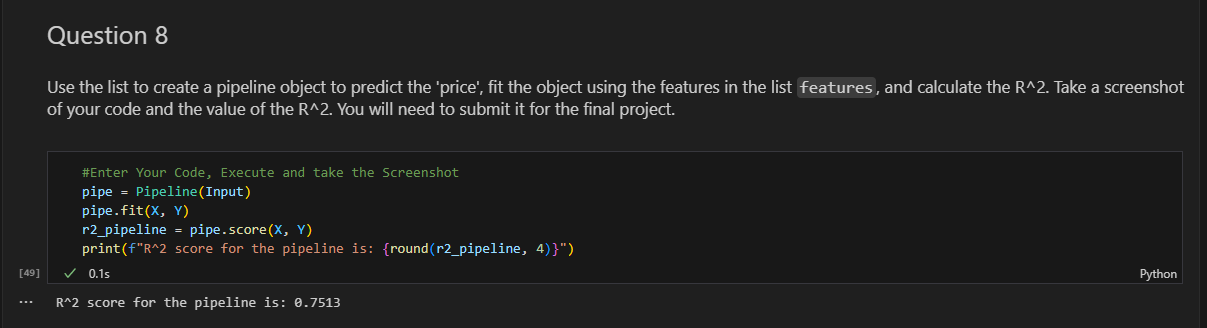 Question 8
Use the list to create a pipeline object to predict the 'price', fit the object using the features in the list features, and calculate the R^2. Take a screenshot
of your code and the value of the R^2. You will need to submit it for the final project.
#Enter Your Code, Execute and take the Screenshot
pipe = Pipeline(Input)
pipe.fit(X, Y)
r2_pipeline = pipe.score(X, Y)
print(f"R^2 score for the pipeline is: {round(r2_pipeline, 4)}")
[49] ✓ 0.1s Python
... R^2 score for the pipeline is: 0.7513